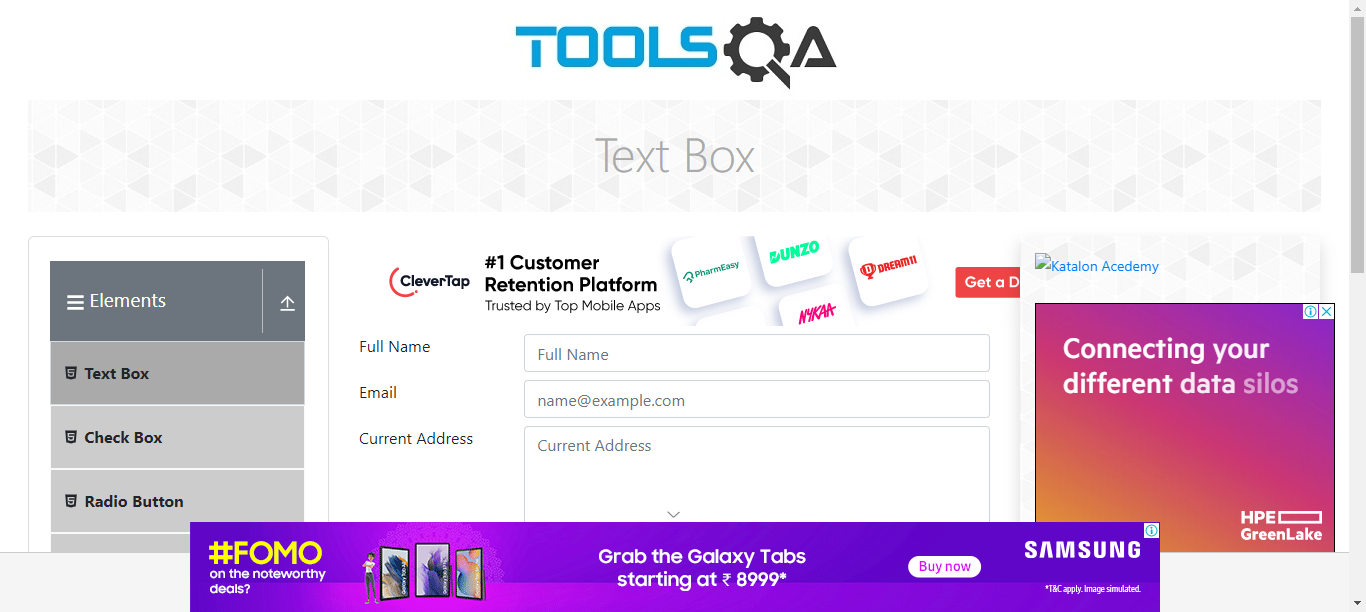 TOOLSQA
Text Box
Elements
Text Box
Check Box
Radio Button
CleverTap
#1 Customer
Retention Platform
Trusted by Top Mobile Apps
PharmEasy
DUNZO
NYKAA
DREAM11
Get a D
Full Name
Full Name
Email
name@example.com
Current Address
Current Address
Katalon Acedemy
Connecting your
different data silos
HPE
GreenLake
#FOMO
on the noteworthy
deals?
Grab the Galaxy Tabs
starting at ₹ 8999*
Buy now
SAMSUNG
*T&C apply. Image simulated.